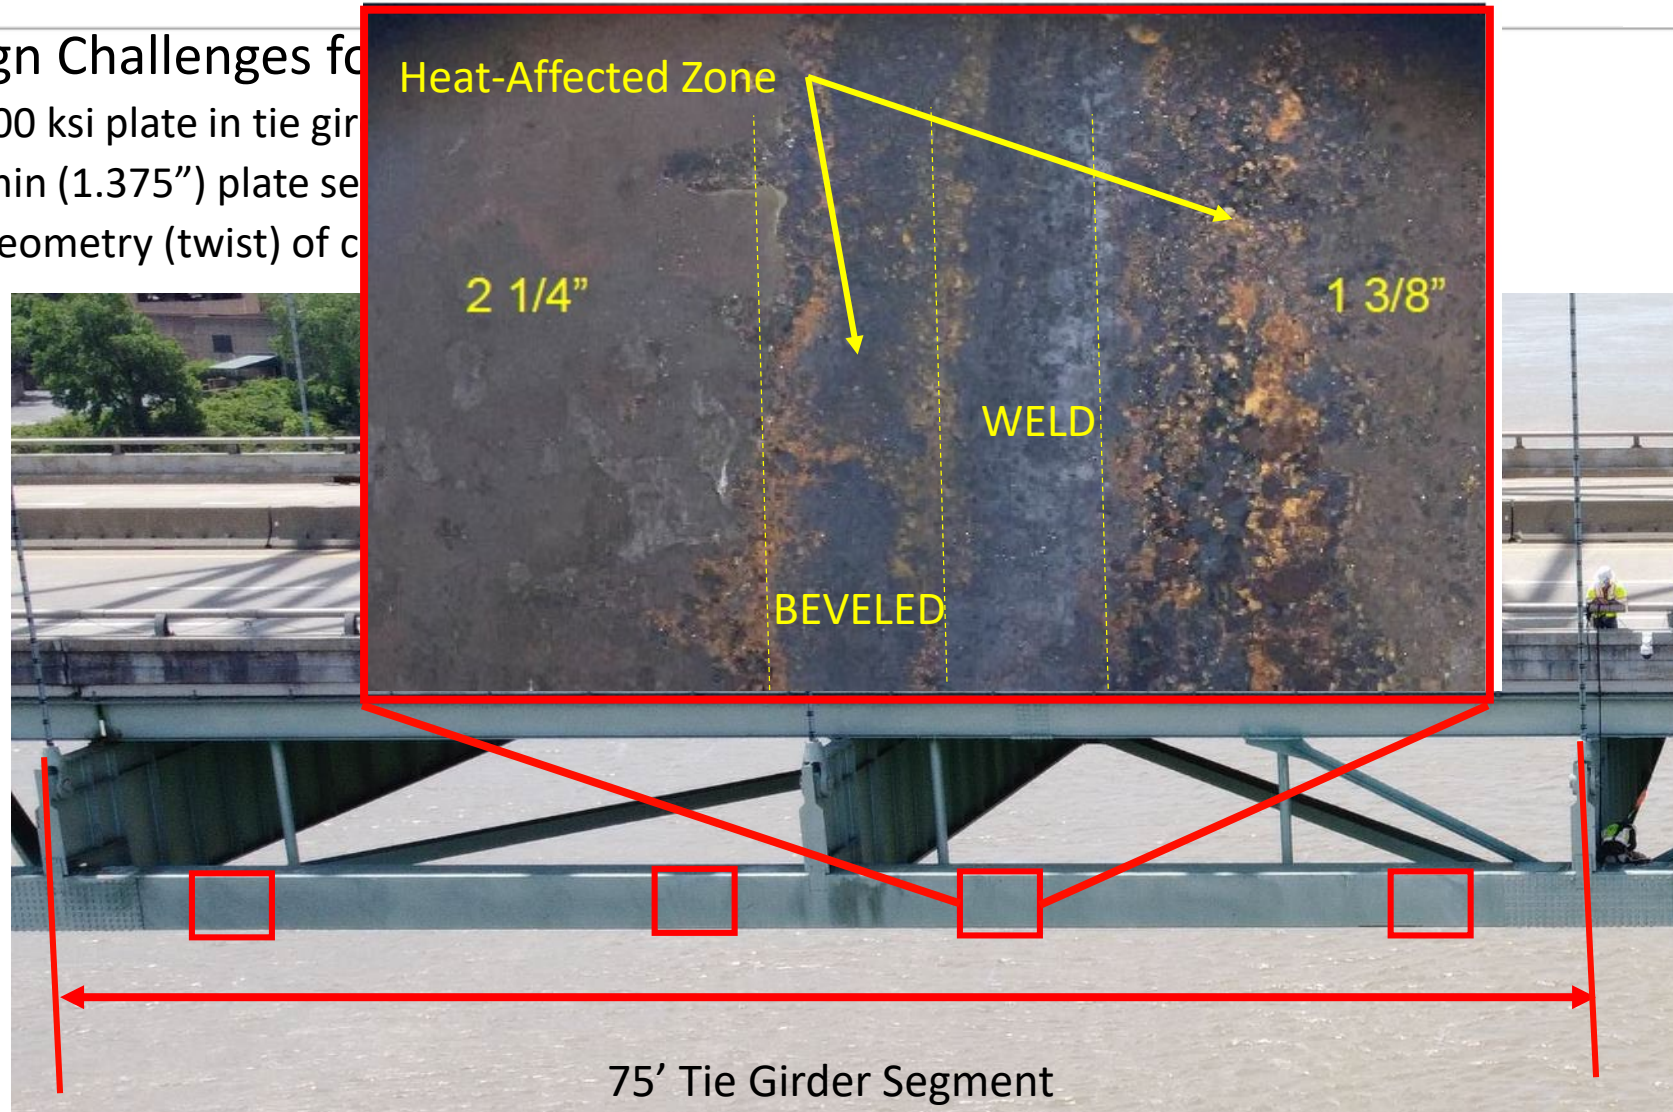 gn Challenges fo
00 ksi plate in tie gir
hin (1.375”) plate se
eometry (twist) of c
Heat-Affected Zone
2 1/4”
1 3/8”
WELD
BEVELED
75’ Tie Girder Segment